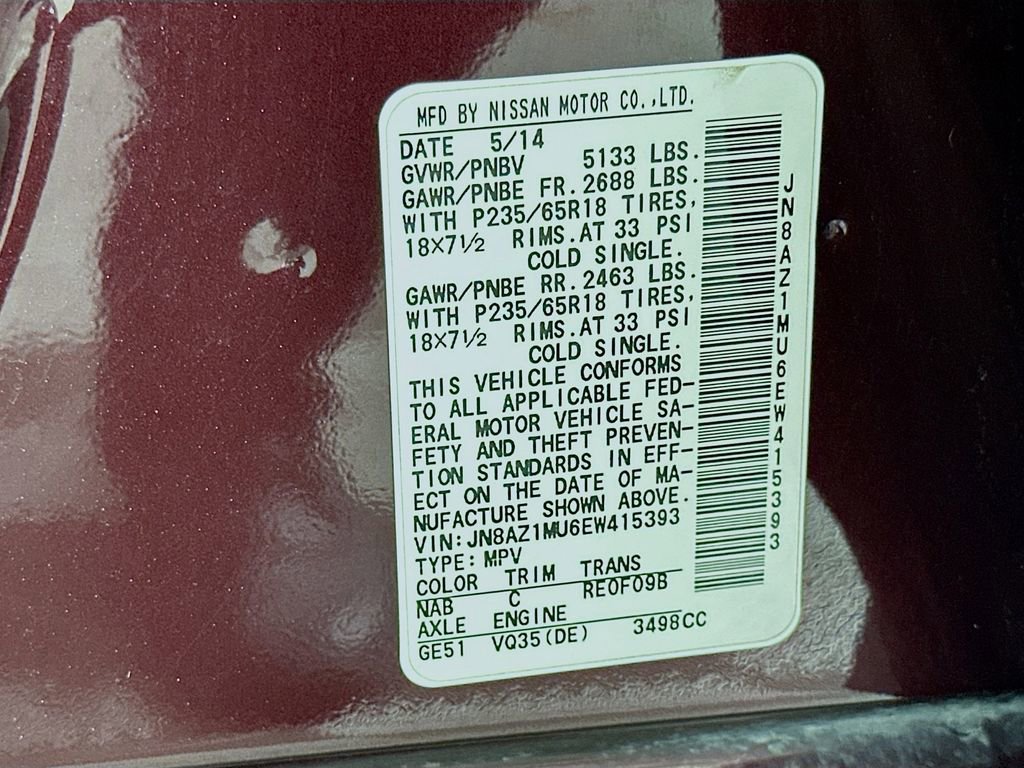 MFD BY NISSAN MOTOR CO.,LTD.
DATE 5/14
GVWR/PNBV 5133 LBS.
GAWR/PNBE FR. 2688 LBS.
WITH P235/65R18 TIRES,
18X7½ RIMS. AT 33 PSI
COLD SINGLE.
GAWR/PNBE RR. 2463 LBS.
WITH P235/65R18 TIRES,
18X7½ RIMS. AT 33 PSI
COLD SINGLE.
THIS VEHICLE CONFORMS
TO ALL APPLICABLE FED-
ERAL MOTOR VEHICLE SA-
FETY AND THEFT PREVEN-
TION STANDARDS IN EFF-
ECT ON THE DATE OF MA-
NUFACTURE SHOWN ABOVE.
VIN: JN8AZ1MU6EW415393
TYPE: MPV
COLOR TRIM TRANS
NAB C RE0F09B
AXLE ENGINE
GE51 VQ35(DE) 3498CC
JN8AZ1MU6EW415393